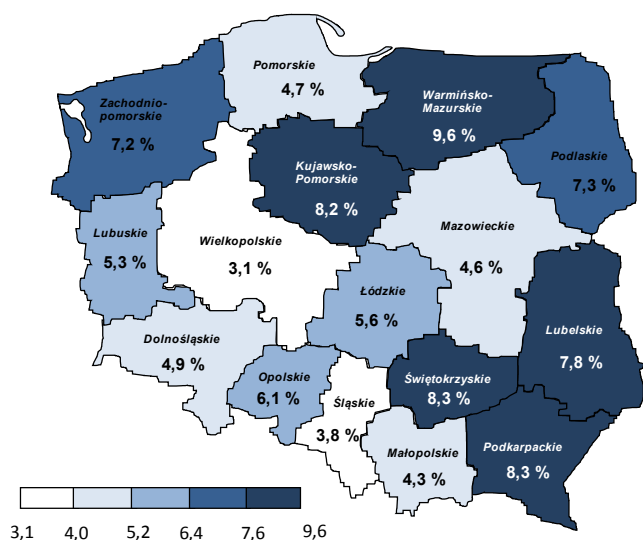 Pomorskie
4,7 %
Warmińsko-
Mazurskie
9,6 %
Zachodnio-
pomorskie
7,2 %
Podlaskie
7,3 %
Kujawsko-
Pomorskie
8,2 %
Mazowieckie
4,6 %
Lubuskie
5,3 %
Wielkopolskie
3,1 %
Łódzkie
5,6 %
Lubelskie
7,8 %
Dolnośląskie
4,9 %
Opolskie
6,1 %
Śląskie
3,8 %
Świętokrzyskie
8,3 %
Małopolskie
4,3 %
Podkarpackie
8,3 %
3,1 4,0 5,2 6,4 7,6 9,6